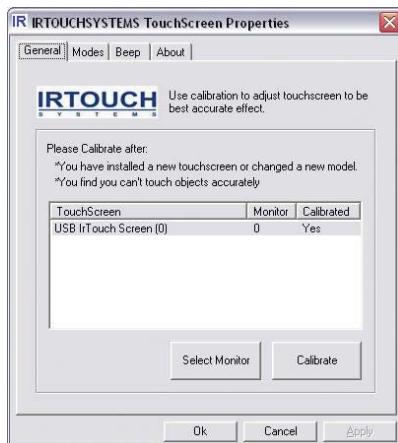 IR IRTOUCHSYSTEMS TouchScreen Properties
General Modes Beep About
IRTOUCH
SYSTEMS
Use calibration to adjust touchscreen to be
best accurate effect.
Please Calibrate after:
*You have installed a new touchscreen or changed a new model.
*You find you can't touch objects accurately
TouchScreen Monitor Calibrated
USB IrTouch Screen (0) 0 Yes
Select Monitor Calibrate
Ok Cancel Apply